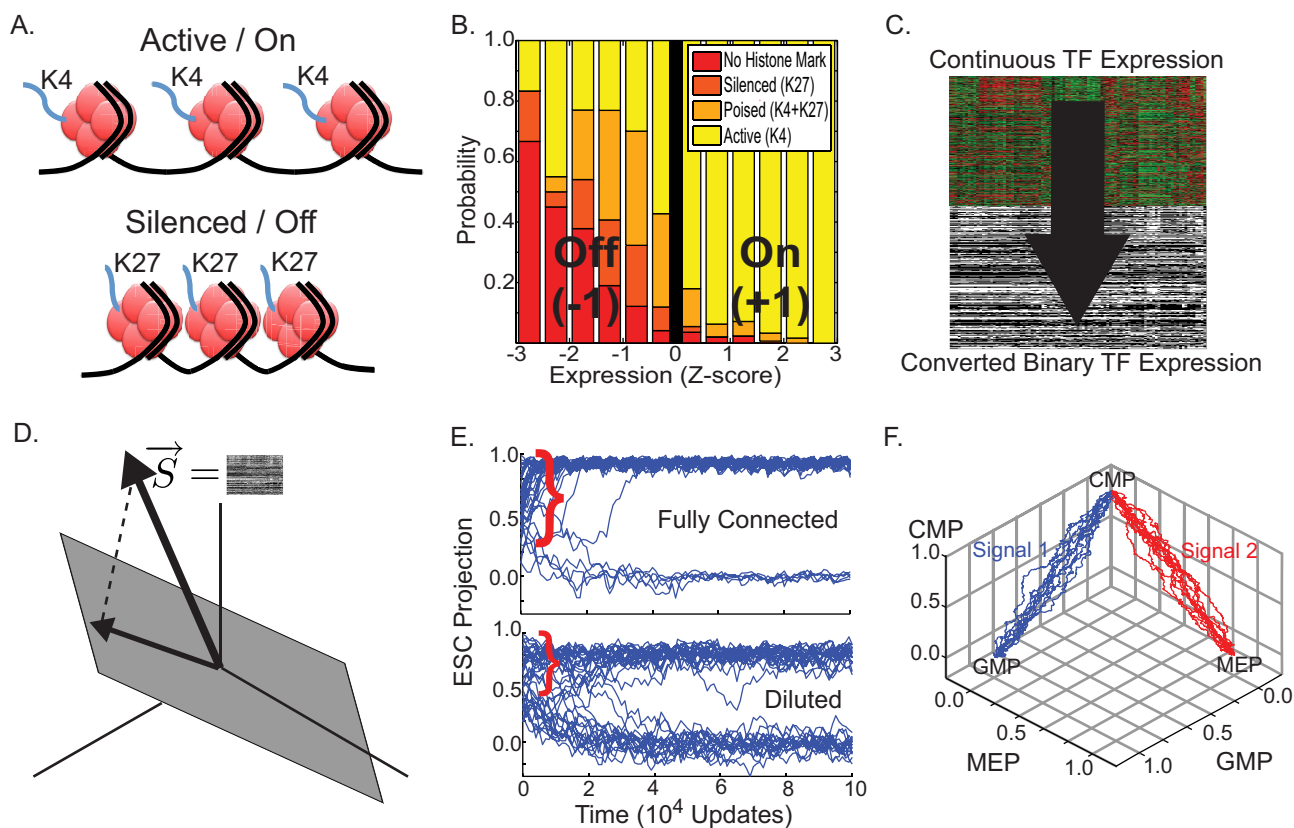 A.
Active / On
K4
K4
K4
Silenced / Off
K27
K27
K27
B.
Probability
1.0
0.8
0.6
0.4
0.2
No Histone Mark
Silenced (K27)
Poised (K4+K27)
Active (K4)
Off
(-1)
On
(+1)
-3
-2
-1
0
1
2
3
Expression (Z-score)
C.
Continuous TF Expression
Converted Binary TF Expression
D.
S =
E.
ESC Projection
1.0
0.5
0.0
Fully Connected
1.0
0.5
0.0
Diluted
0
2
4
6
8
10
Time (10⁴ Updates)
F.
CMP
CMP
1.0
0.5
0.0
Signal 1
Signal 2
GMP
MEP
0.0
0.5
1.0
MEP
0.0
0.5
1.0
GMP